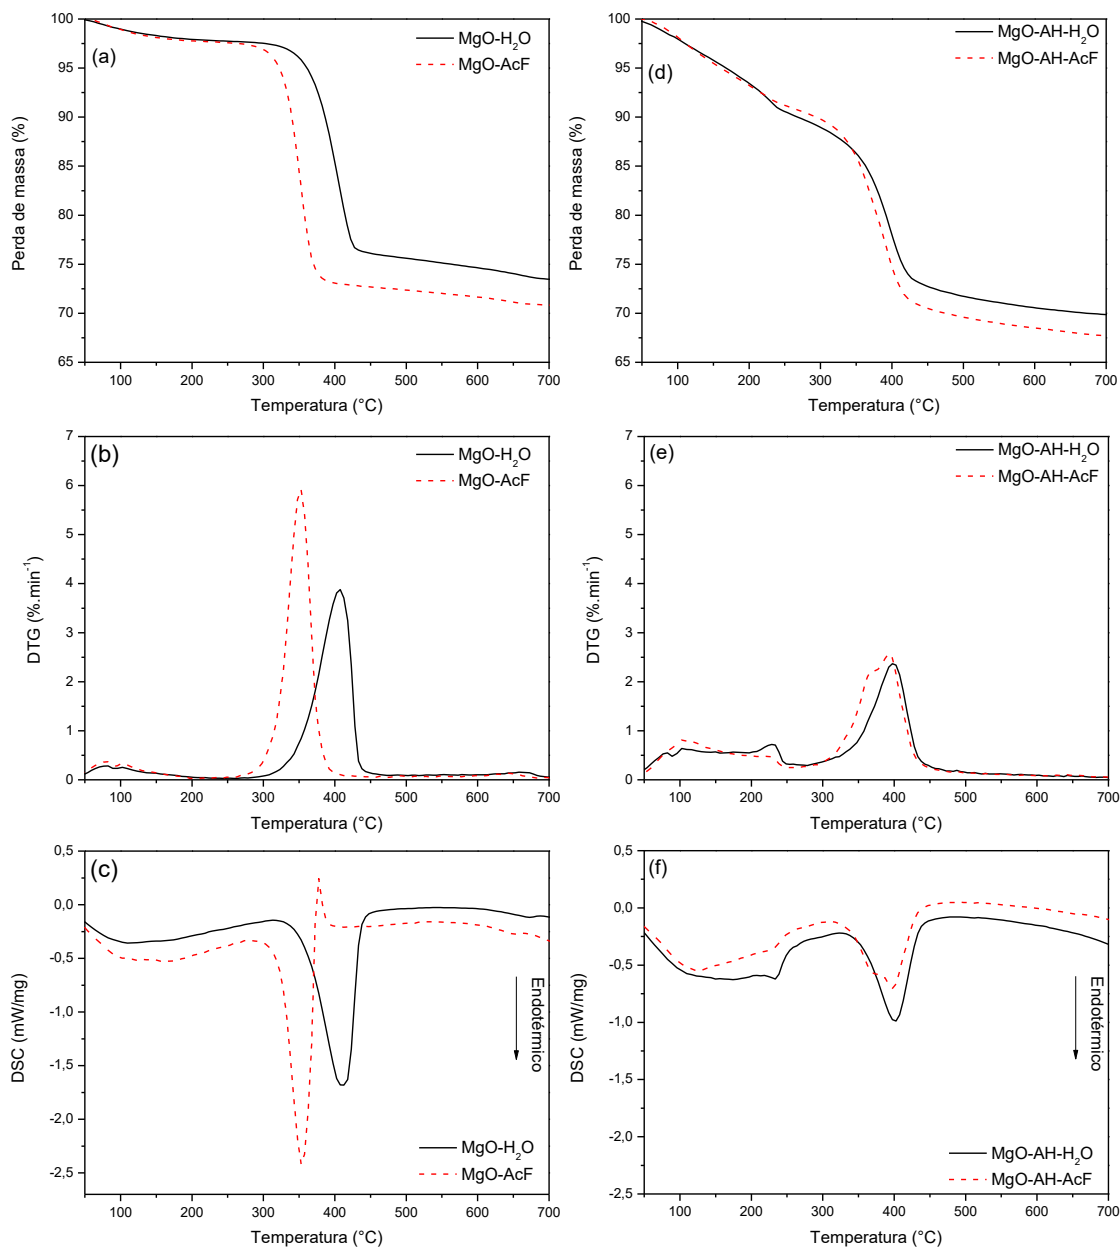 (a)
MgO-H₂O
MgO-AcF
100
95
90
85
80
75
70
65
Perda de massa (%)
100 200 300 400 500 600 700
Temperatura (°C)
(d)
MgO-AH-H₂O
MgO-AH-AcF
100
95
90
85
80
75
70
65
Perda de massa (%)
100 200 300 400 500 600 700
Temperatura (°C)
(b)
MgO-H₂O
MgO-AcF
7
6
5
4
3
2
1
0
DTG (%.min⁻¹)
100 200 300 400 500 600 700
Temperatura (°C)
(e)
MgO-AH-H₂O
MgO-AH-AcF
7
6
5
4
3
2
1
0
DTG (%.min⁻¹)
100 200 300 400 500 600 700
Temperatura (°C)
(c)
0,5
0,0
-0,5
-1,0
-1,5
-2,0
-2,5
DSC (mW/mg)
Endotérmico
MgO-H₂O
MgO-AcF
100 200 300 400 500 600 700
Temperatura (°C)
(f)
0,5
0,0
-0,5
-1,0
-1,5
-2,0
-2,5
DSC (mW/mg)
Endotérmico
MgO-AH-H₂O
MgO-AH-AcF
100 200 300 400 500 600 700
Temperatura (°C)